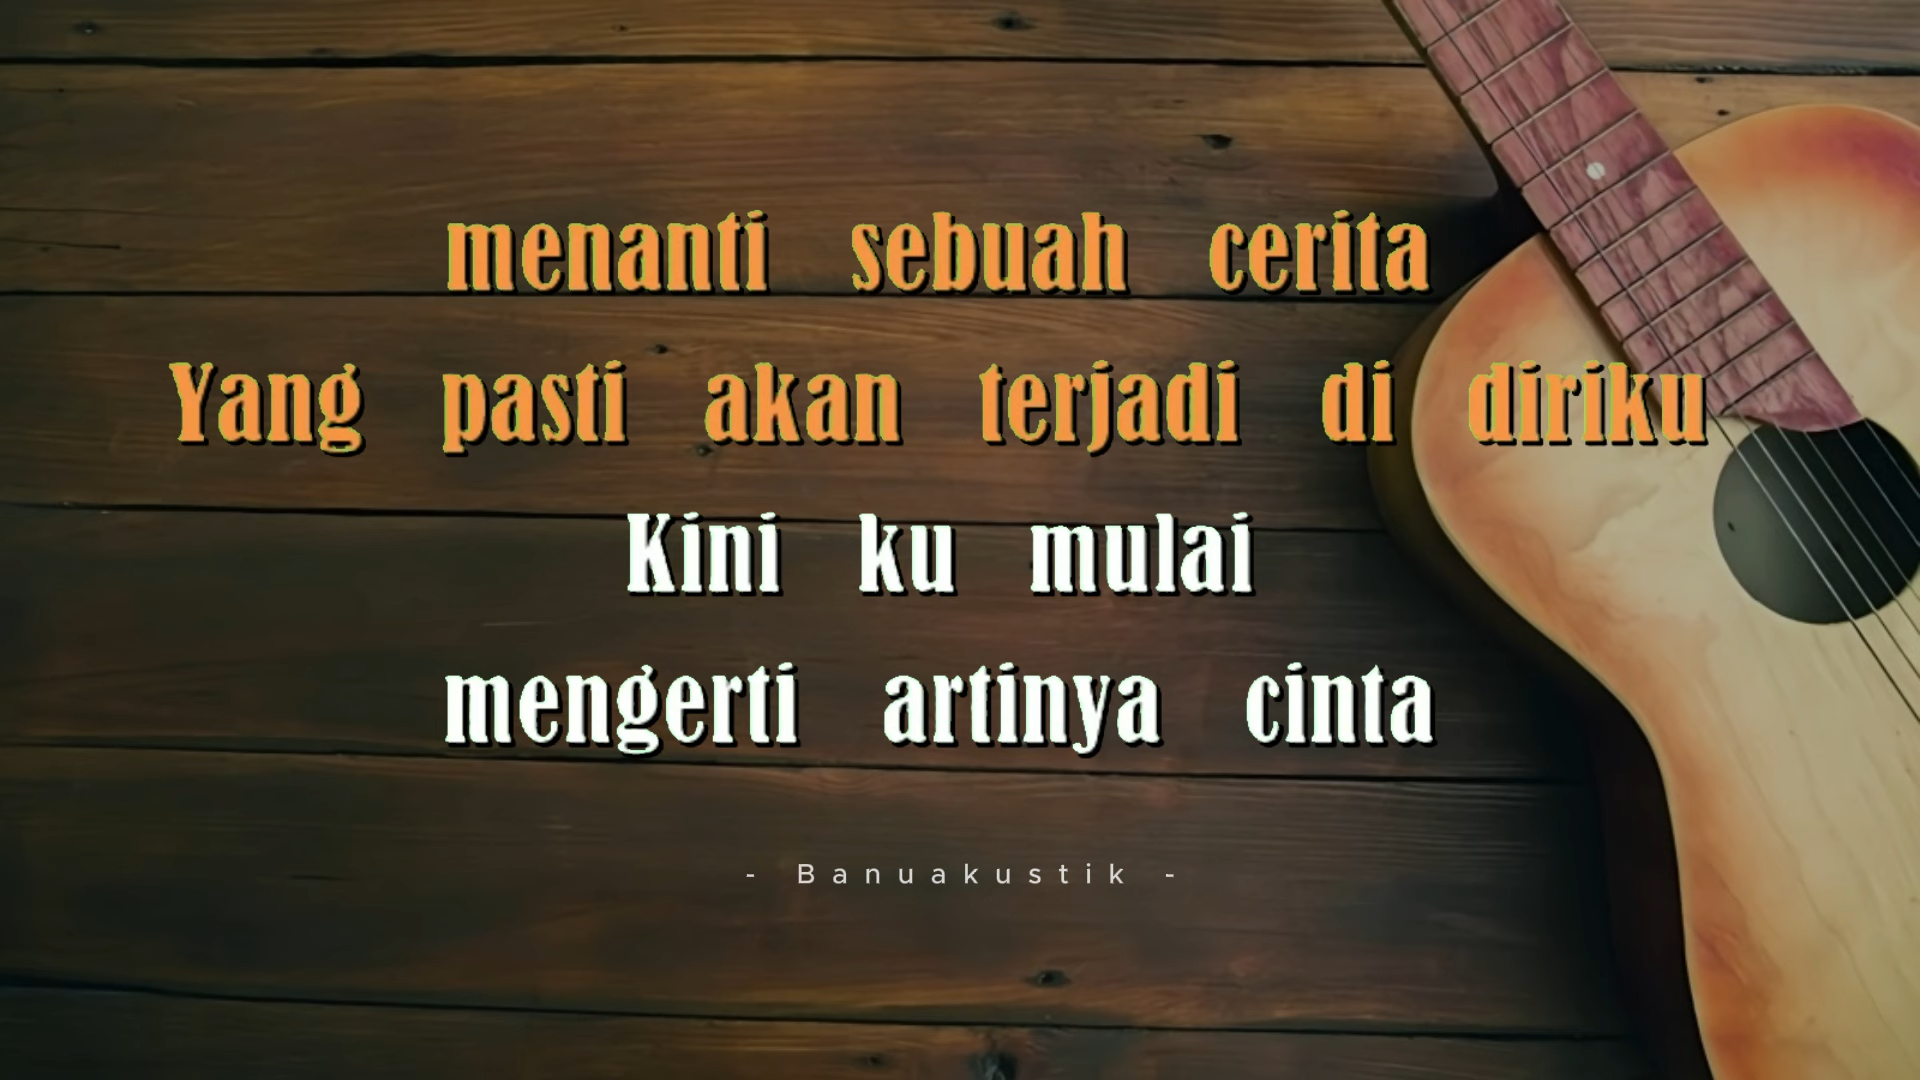 menanti sebuah cerita
Yang pasti akan terjadi di diriku
Kini ku mulai
mengerti artinya cinta
- Banuakustik -